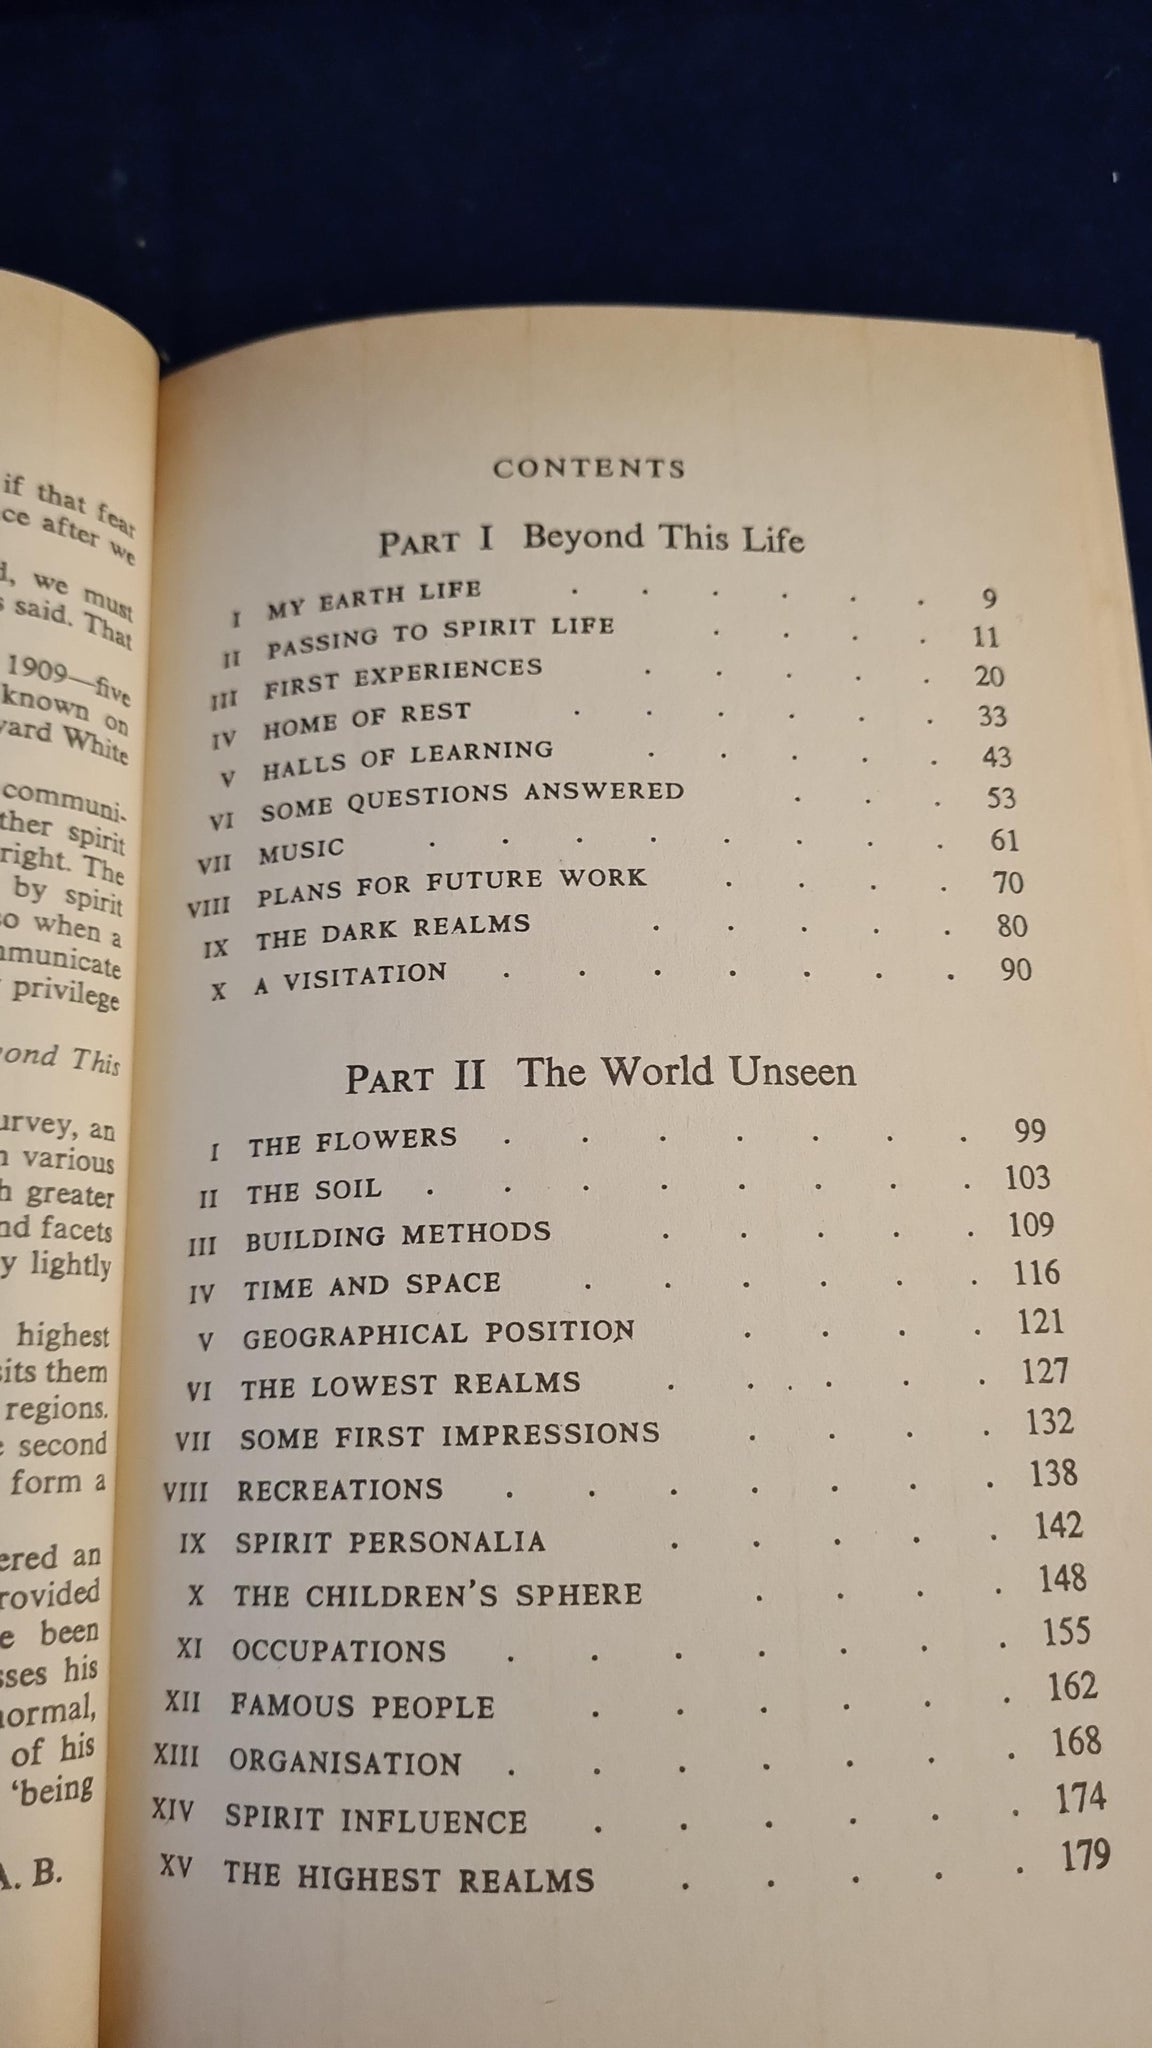 if that fear
ce after we
d, we must
s said. That
1909—five
known on
ward White
communi-
ther spirit
right. The
by spirit
so when a
mmunicate
privilege
yond This
urvey, an
n various
h greater
nd facets
y lightly
highest
sits them
regions.
e second
form a
ered an
rovided
e been
sses his
normal,
of his
'being
A. B.
CONTENTS
PART I Beyond This Life
I MY EARTH LIFE . . . . . 9
II PASSING TO SPIRIT LIFE . . . . 11
III FIRST EXPERIENCES . . . . . 20
IV HOME OF REST . . . . . . 33
V HALLS OF LEARNING . . . . . 43
VI SOME QUESTIONS ANSWERED . . . 53
VII MUSIC . . . . . . . 61
VIII PLANS FOR FUTURE WORK . . . . 70
IX THE DARK REALMS . . . . . 80
X A VISITATION . . . . . . . 90
PART II The World Unseen
I THE FLOWERS . . . . . . . 99
II THE SOIL . . . . . . . . 103
III BUILDING METHODS . . . . . 109
IV TIME AND SPACE . . . . . . 116
V GEOGRAPHICAL POSITION . . . . 121
VI THE LOWEST REALMS . . . . . . 127
VII SOME FIRST IMPRESSIONS . . . . 132
VIII RECREATIONS . . . . . . . 138
IX SPIRIT PERSONALIA . . . . . 142
X THE CHILDREN'S SPHERE . . . . 148
XI OCCUPATIONS . . . . . . . 155
XII FAMOUS PEOPLE . . . . . . 162
XIII ORGANISATION . . . . . . . 168
XIV SPIRIT INFLUENCE . . . . . . 174
XV THE HIGHEST REALMS . . . . . 179